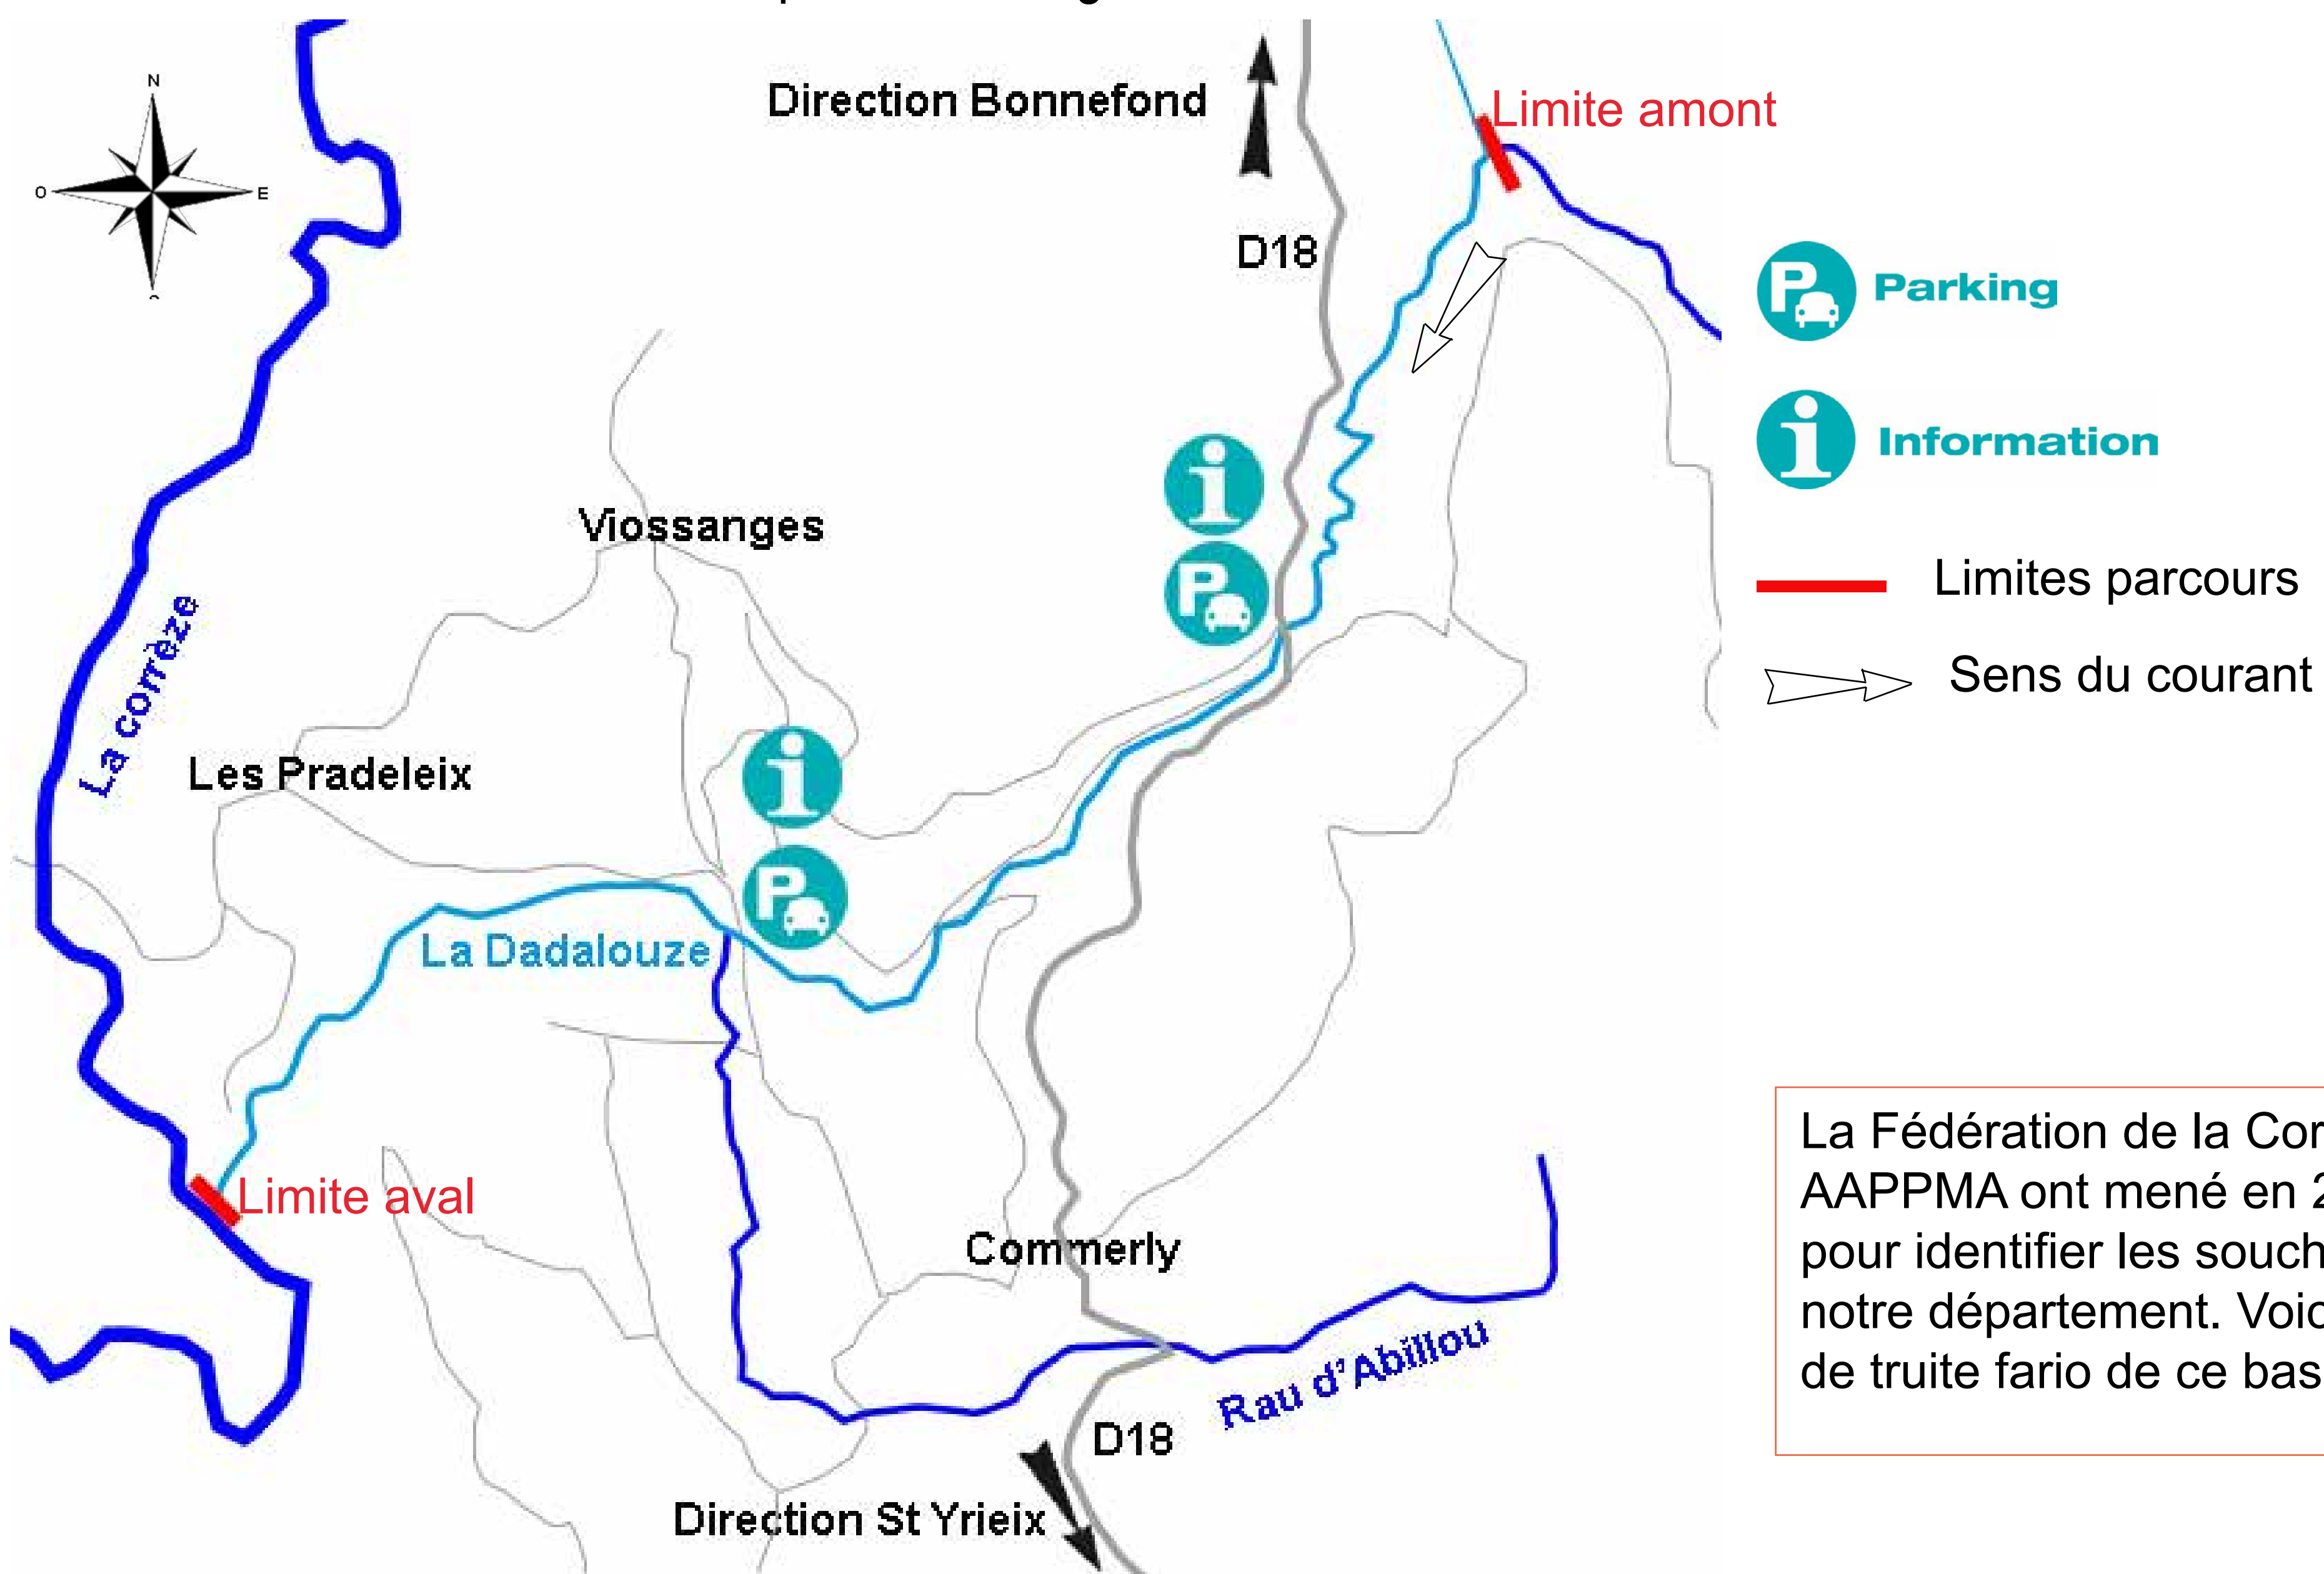 N
Direction Bonnefond
Limite amont
O
E
D18
Parking
Information
Viossanges
Limites parcours
La corrèze
Sens du courant
Les Pradeleix
La Dadalouze
La Fédération de la Cor
AAPPMA ont mené en 2
pour identifier les souch
notre département. Voic
de truite fario de ce bas
Limite aval
Commerly
Rau d'Abillou
D18
Direction St Yrieix